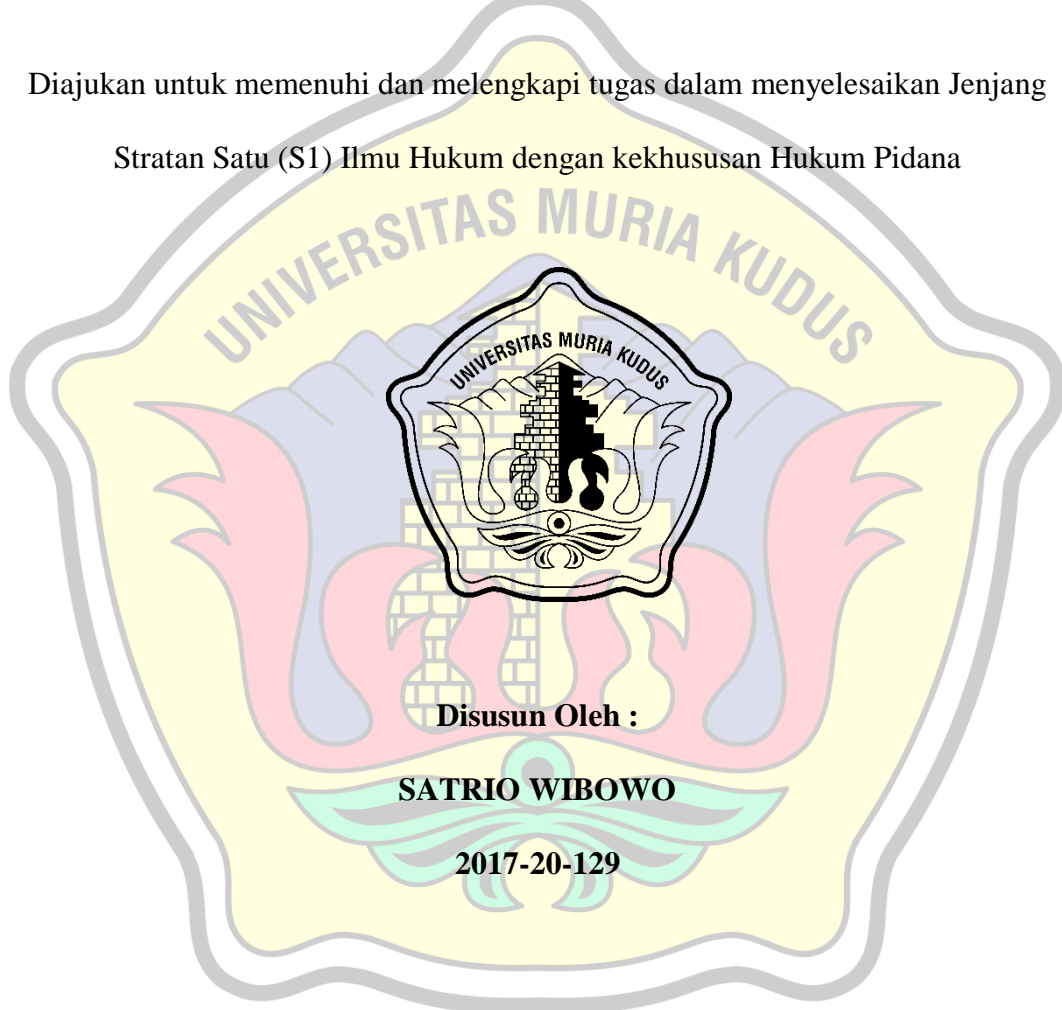 Diajukan untuk memenuhi dan melengkapi tugas dalam menyelesaikan Jenjang
Stratan Satu (S1) Ilmu Hukum dengan kekhususan Hukum Pidana
UNIVERSITAS MURIA KUDUS
UNIVERSITAS MURIA KUDUS
Disusun Oleh :
SATRIO WIBOWO
2017-20-129